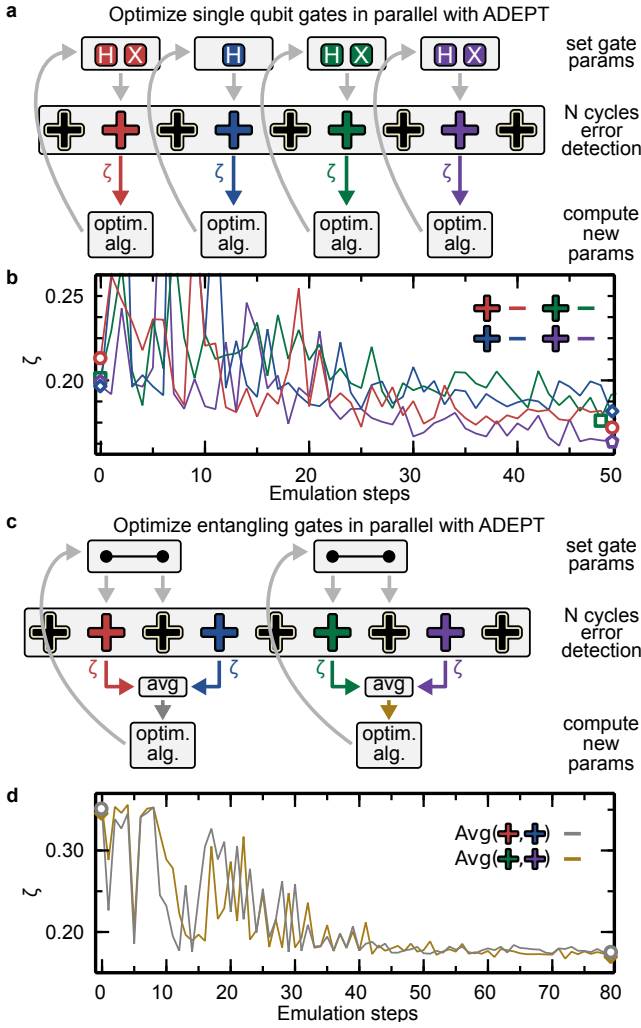 a Optimize single qubit gates in parallel with ADEPT
H X H H X H X set gate
params
N cycles
error
detection
ζ ζ ζ ζ
optim. optim. optim. optim. compute
alg. alg. alg. alg. new
params
b
0.25
0.20
ζ
0 10 20 30 40 50
Emulation steps
c Optimize entangling gates in parallel with ADEPT
set gate
params
N cycles
error
detection
ζ avg ζ ζ avg ζ
optim. optim. compute
alg. alg. new
params
d
0.30
0.20
ζ
Avg( , )
Avg( , )
0 10 20 30 40 50 60 70 80
Emulation steps